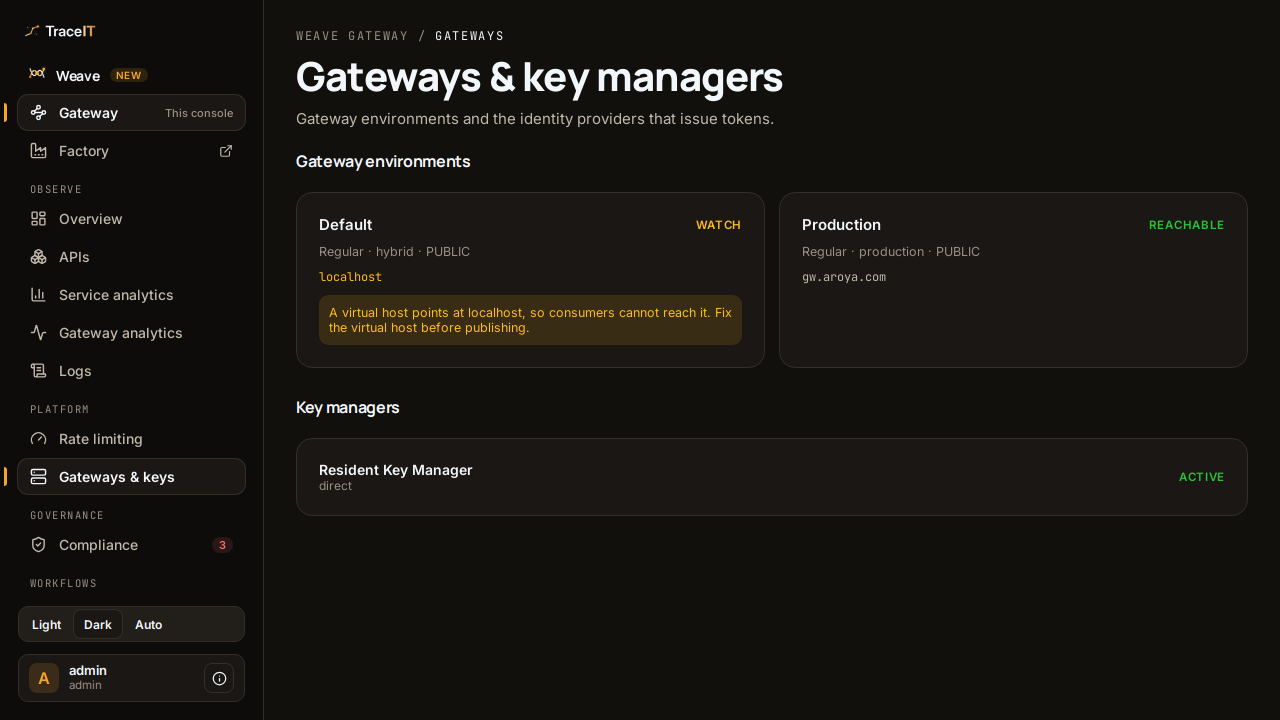 TraceIT
Weave NEW
Gateway This console
Factory
OBSERVE
Overview
APIs
Service analytics
Gateway analytics
Logs
PLATFORM
Rate limiting
Gateways & keys
GOVERNANCE
Compliance 3
WORKFLOWS
Light Dark Auto
A
admin
admin
WEAVE GATEWAY / GATEWAYS
Gateways & key managers
Gateway environments and the identity providers that issue tokens.
Gateway environments
Default WATCH
Regular · hybrid · PUBLIC
localhost
A virtual host points at localhost, so consumers cannot reach it. Fix
the virtual host before publishing.
Production REACHABLE
Regular · production · PUBLIC
gw.aroya.com
Key managers
Resident Key Manager
direct
ACTIVE